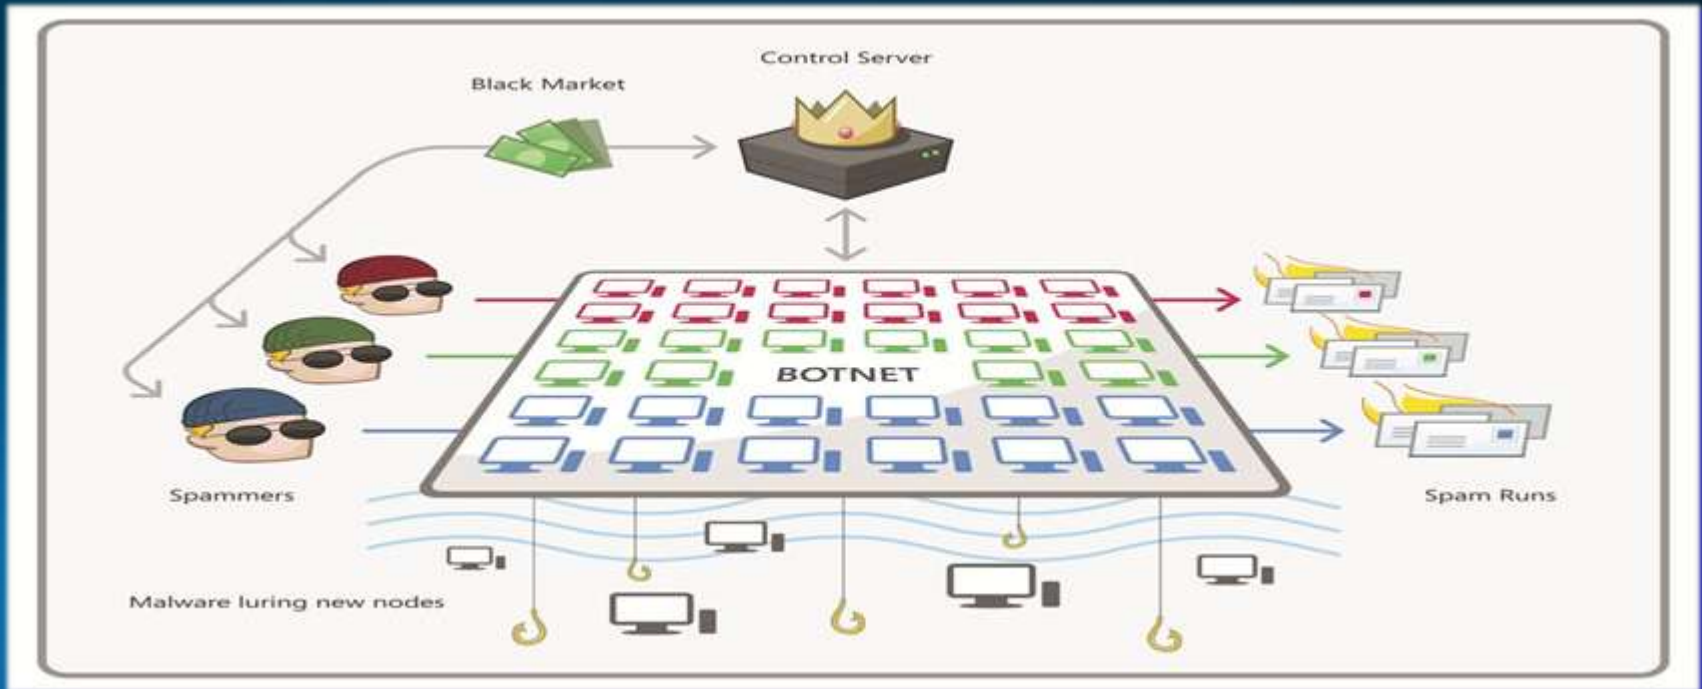 Control Server
Black Market
BOTNET
Spammers
Spam Runs
Malware luring new nodes